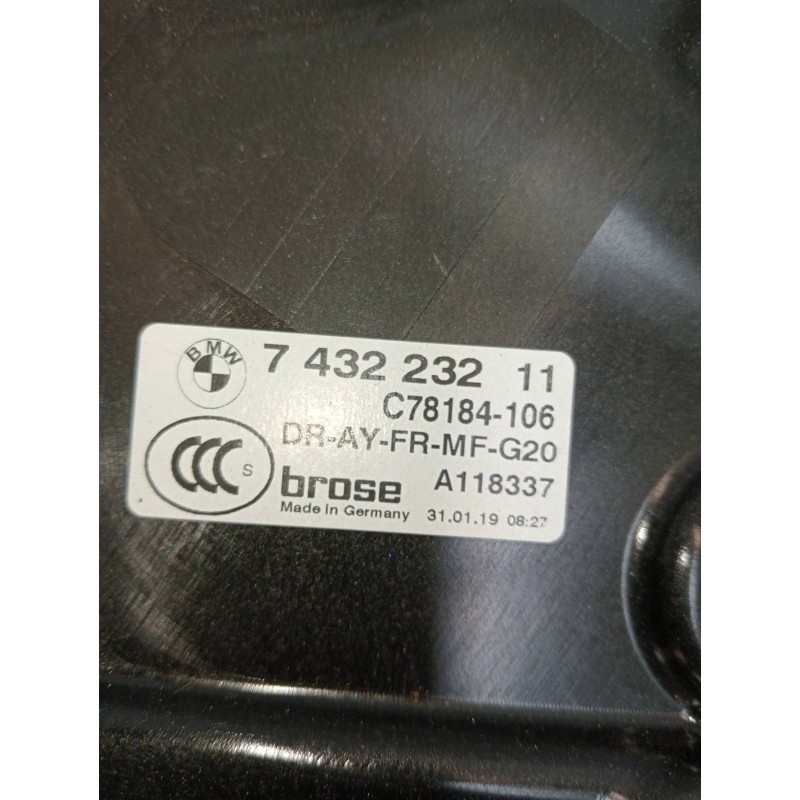 BMW
7 432 232 11
C78184-106
DR-AY-FR-MF-G20
CCC S
brose A118337
Made in Germany 31.01.19 08:27